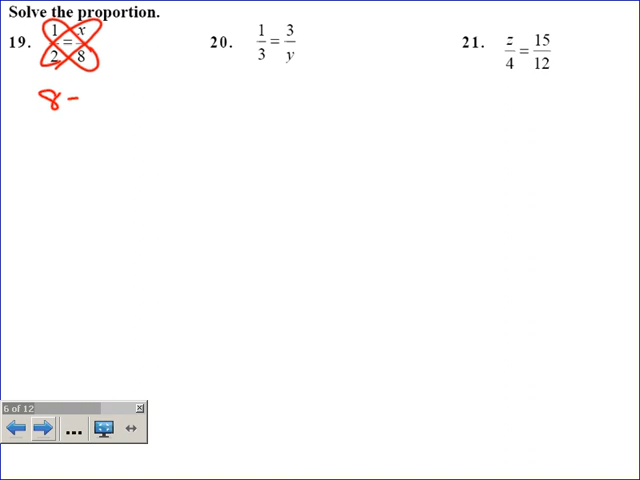 Solve the proportion.
19. 1/2 = x/8
20. 1/3 = 3/y
21. z/4 = 15/12
8 -
6 of 12
...